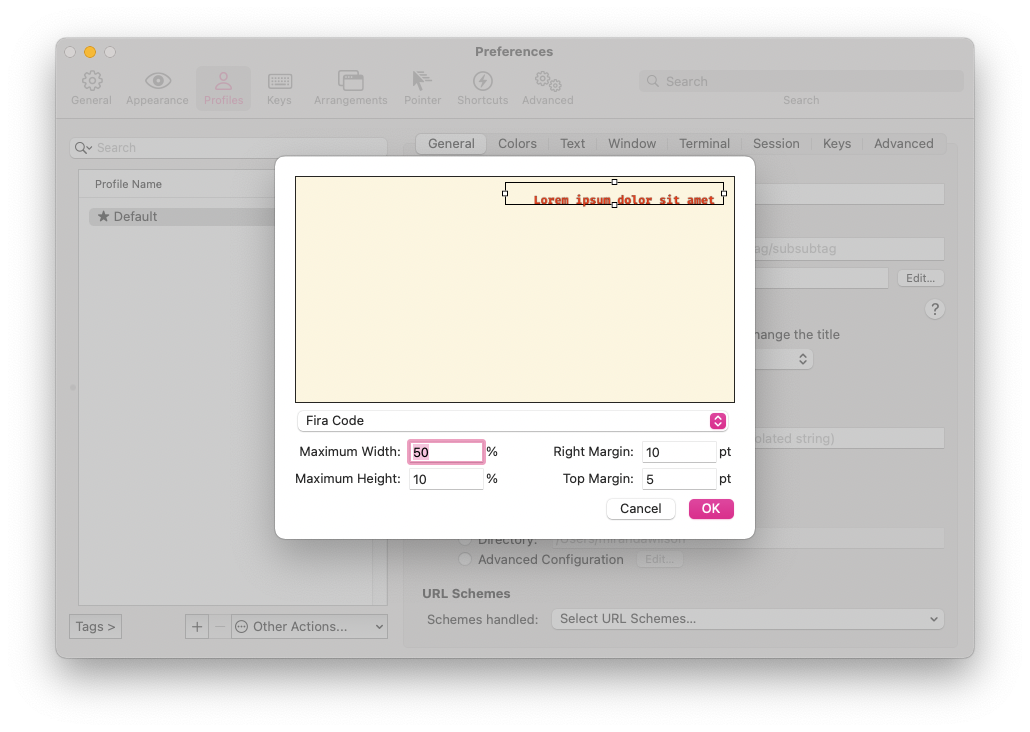 Preferences
General
Appearance
Profiles
Keys
Arrangements
Pointer
Shortcuts
Advanced
Search
Search
Search
Profile Name
★ Default
General
Colors
Text
Window
Terminal
Session
Keys
Advanced
Lorem ipsum dolor sit amet
ag/subsubtag
Edit...
?
hange the title
Fira Code
olated string)
Maximum Width: 50 %
Right Margin: 10 pt
Maximum Height: 10 %
Top Margin: 5 pt
Cancel
OK
Directory:
Advanced Configuration
Edit...
URL Schemes
Schemes handled:
Select URL Schemes...
Tags >
+
−
Other Actions...